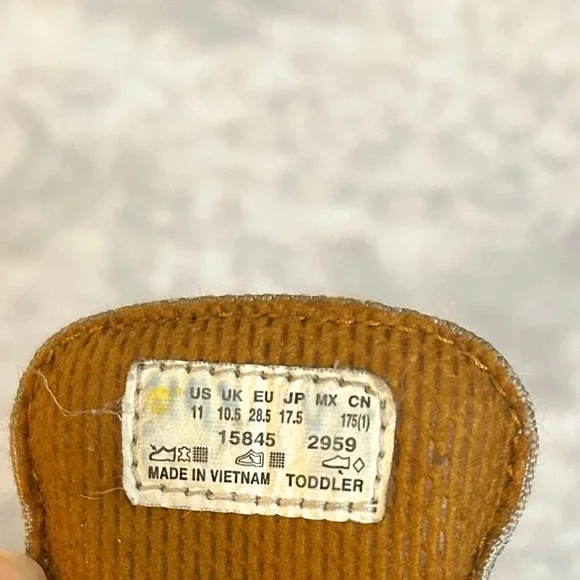 US UK EU JP MX CN
11 10.5 28.5 17.5 175(1)
15845 2959
MADE IN VIETNAM TODDLER